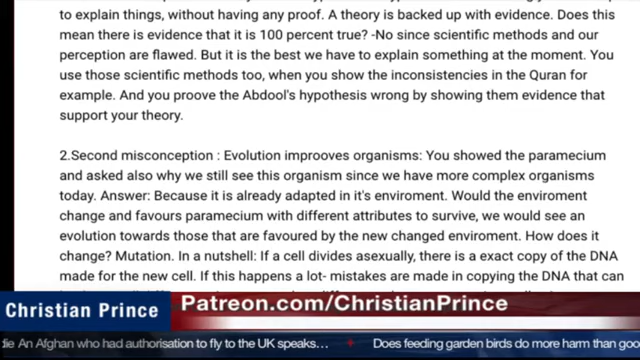 to explain things, without having any proof. A theory is backed up with evidence. Does this
mean there is evidence that it is 100 percent true? -No since scientific methods and our
perception are flawed. But it is the best we have to explain something at the moment. You
use those scientific methods too, when you show the inconsistencies in the Quran for
example. And you proove the Abdool's hypothesis wrong by showing them evidence that
support your theory.
2.Second misconception : Evolution improoves organisms: You showed the paramecium
and asked also why we still see this organism since we have more complex organisms
today. Answer: Because it is already adapted in it's enviroment. Would the enviroment
change and favours paramecium with different attributes to survive, we would see an
evolution towards those that are favoured by the new changed enviroment. How does it
change? Mutation. In a nutshell: If a cell divides asexually, there is a exact copy of the DNA
made for the new cell. If this happens a lot- mistakes are made in copying the DNA that can
Christian Prince
Patreon.com/ChristianPrince
die An Afghan who had authorisation to fly to the UK speaks... + Does feeding garden birds do more harm than goo